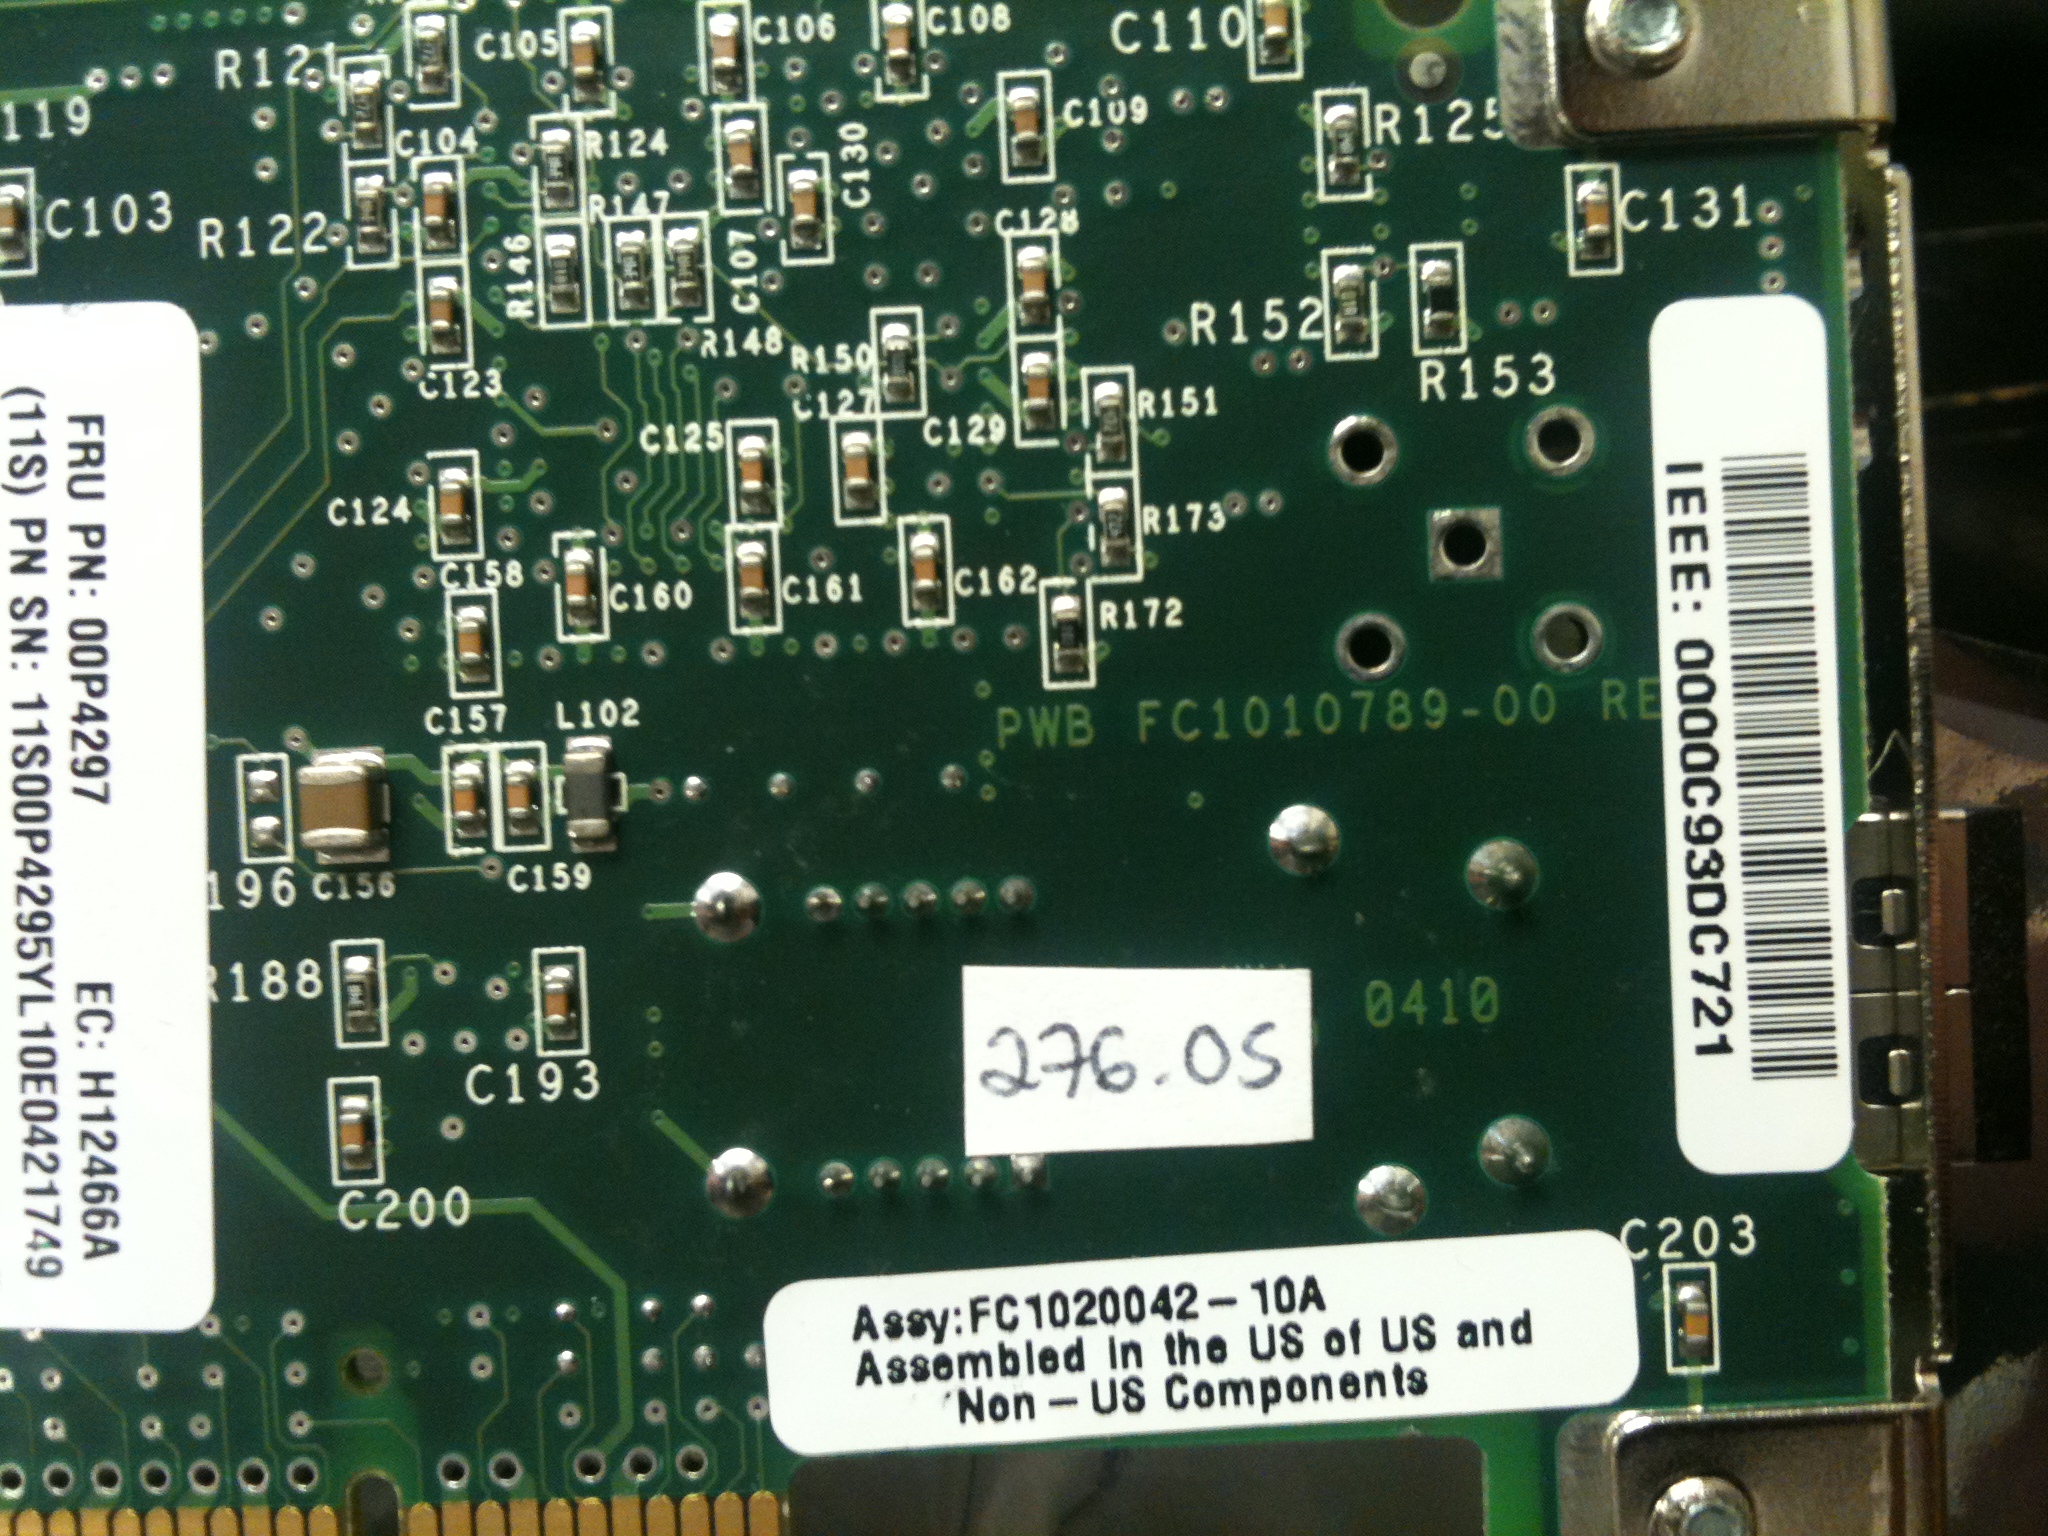 C105
C106
C108
C110
R121
119
C104
R124
C130
C109
R125
C103
R122
R147
C128
C131
R146
C107
R148
R150
R152
R153
C123
C127
R151
C125
C129
C124
R173
C158
C160
C161
C162
R172
C157
L102
PWB FC1010789-00 RE
196
C156
C159
R188
C193
C200
0410
276.05
C203
FRU PN: 00P4297 EC: H12466A
(11S) PN SN: 11S00P4295YL10E0421749
IEEE: 0000C93DC721
Assy:FC1020042-10A
Assembled in the US of US and
Non-US Components